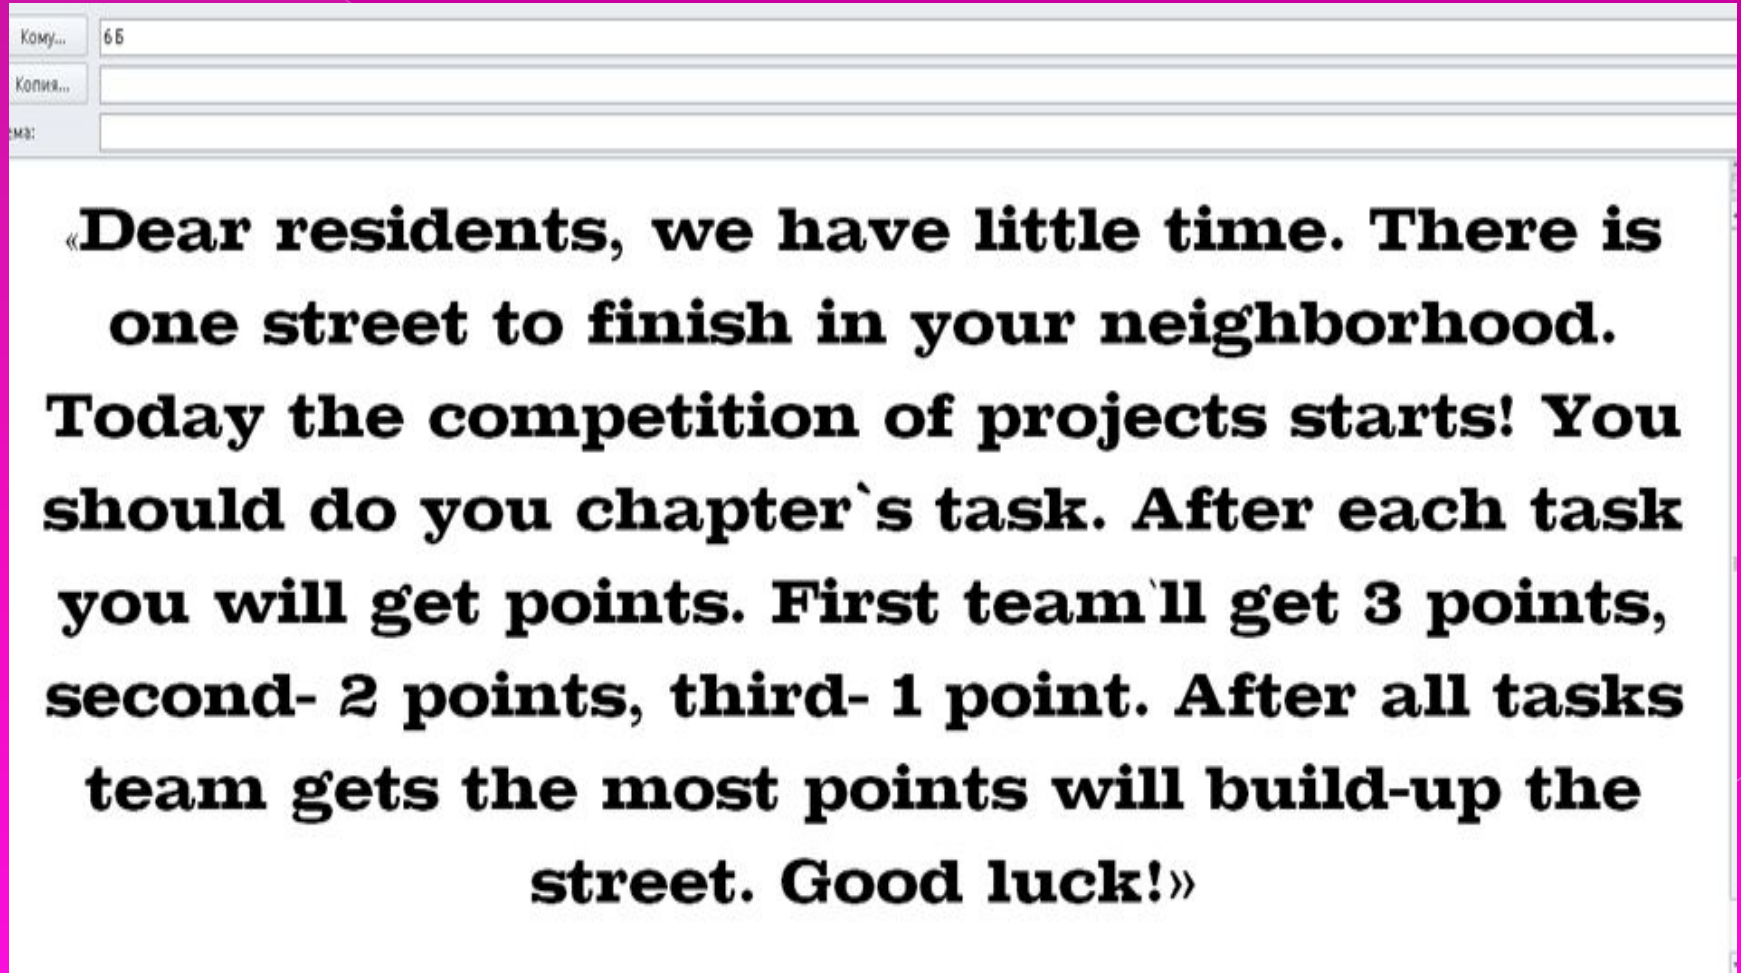 Кому... 6 Б
Копия...
ема:
«Dear residents, we have little time. There is
one street to finish in your neighborhood.
Today the competition of projects starts! You
should do you chapter`s task. After each task
you will get points. First team`ll get 3 points,
second- 2 points, third- 1 point. After all tasks
team gets the most points will build-up the
street. Good luck!»